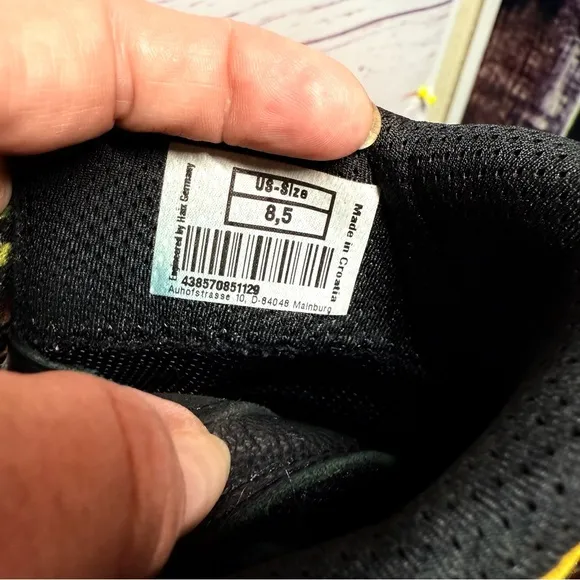 Engineered by Haix Germany
US-Size
8,5
Made in Croatia
438570851129
Auhofstrasse 10, D-84048 Mainburg